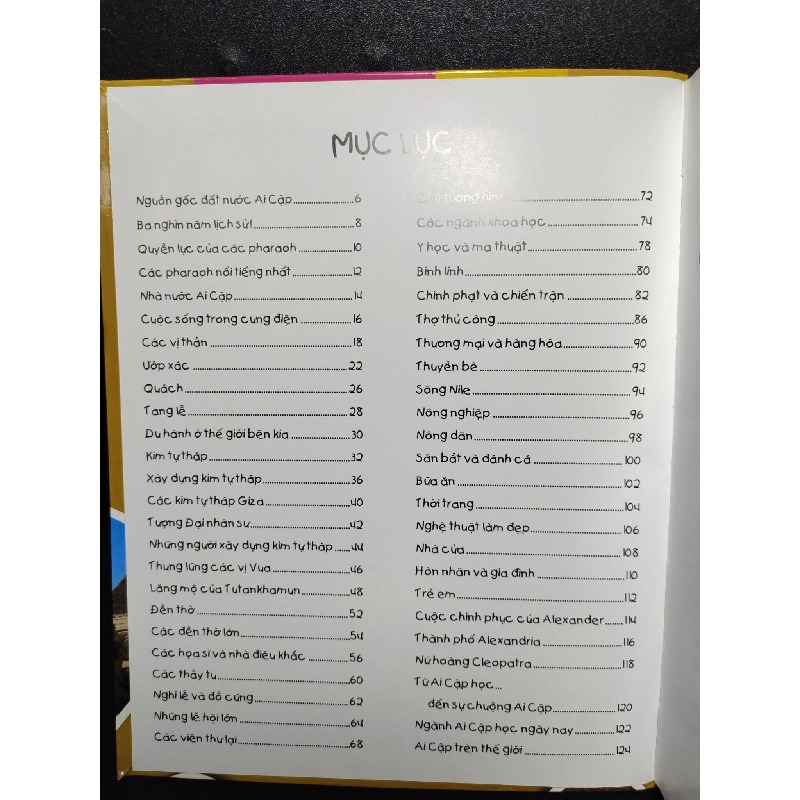 MỤC LỤC
Nguồn gốc đất nước Ai Cập 6
Ba nghìn năm lịch sử! 8
Quyền lực của các pharaoh 10
Các pharaoh nổi tiếng nhất 12
Nhà nước Ai Cập 14
Cuộc sống trong cung điện 16
Các vị thần 18
Ướp xác 22
Quách 26
Tang lễ 28
Du hành ở thế giới bên kia 30
Kim tự tháp 32
Xây dựng kim tự tháp 36
Các kim tự tháp Giza 40
Tượng Đại nhân sư 42
Những người xây dựng kim tự tháp 44
Thung lũng các vị Vua 46
Lăng mộ của Tutankhamun 48
Đền thờ 52
Các đền thờ lớn 54
Các họa sĩ và nhà điêu khắc 56
Các thầy tu 60
Nghi lễ và đồ cúng 62
Những lễ hội lớn 64
Các viên thư lại 68
Chữ tượng hình 72
Các ngành khoa học 74
Y học và ma thuật 78
Binh lính 80
Chinh phạt và chiến trận 82
Thợ thủ công 86
Thương mại và hàng hóa 90
Thuyền bè 92
Sông Nile 94
Nông nghiệp 96
Nông dân 98
Săn bắt và đánh cá 100
Bữa ăn 102
Thời trang 104
Nghệ thuật làm đẹp 106
Nhà cửa 108
Hôn nhân và gia đình 110
Trẻ em 112
Cuộc chinh phục của Alexander 114
Thành phố Alexandria 116
Nữ hoàng Cleopatra 118
Từ Ai Cập học...
đến sự chuộng Ai Cập 120
Ngành Ai Cập học ngày nay 122
Ai Cập trên thế giới 124